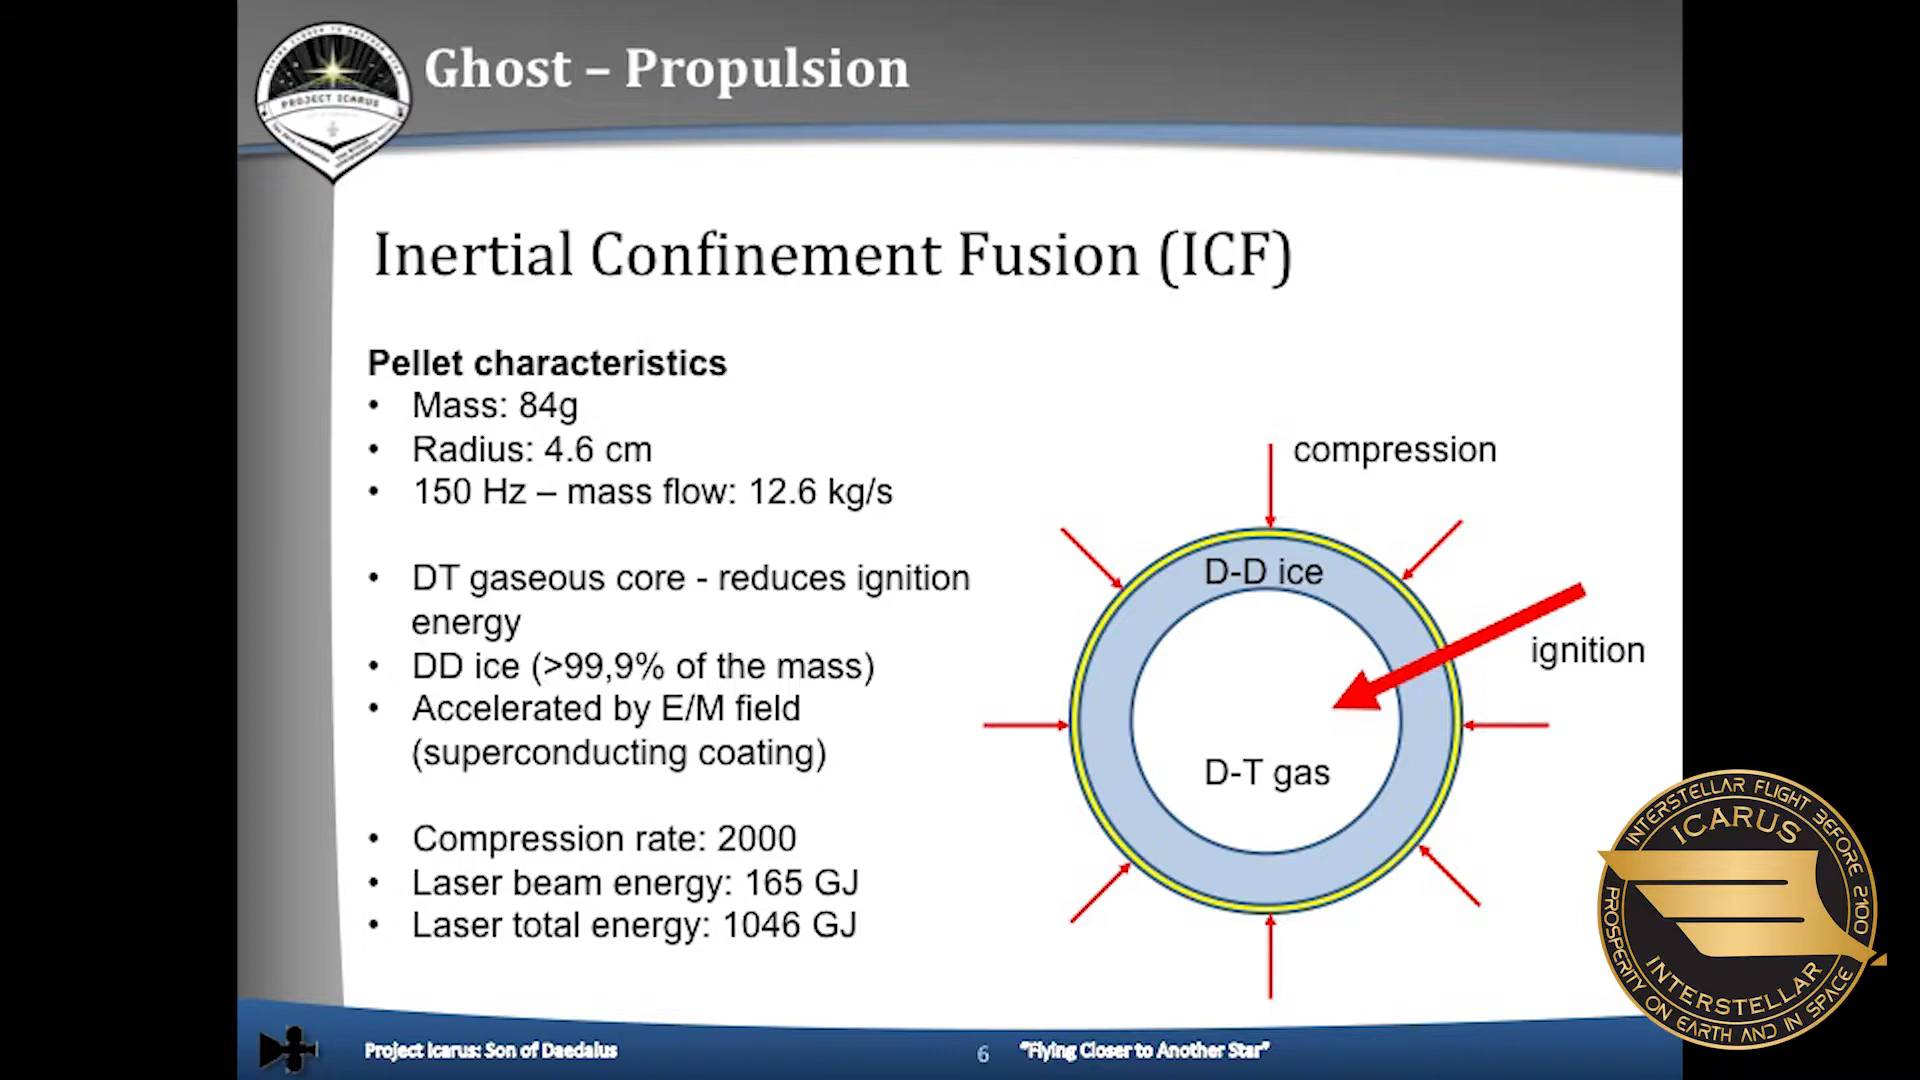 Ghost – Propulsion
PROJECT ICARUS
Inertial Confinement Fusion (ICF)
Pellet characteristics
• Mass: 84g
• Radius: 4.6 cm
• 150 Hz – mass flow: 12.6 kg/s
• DT gaseous core - reduces ignition
energy
• DD ice (>99,9% of the mass)
• Accelerated by E/M field
(superconducting coating)
• Compression rate: 2000
• Laser beam energy: 165 GJ
• Laser total energy: 1046 GJ
compression
D-D ice
ignition
D-T gas
INTERSTELLAR FLIGHT BEFORE 2100
ICARUS
INTERSTELLAR
PROSPERITY ON EARTH AND IN SPACE
Project Icarus: Son of Daedalus
6
"Flying Closer to Another Star"